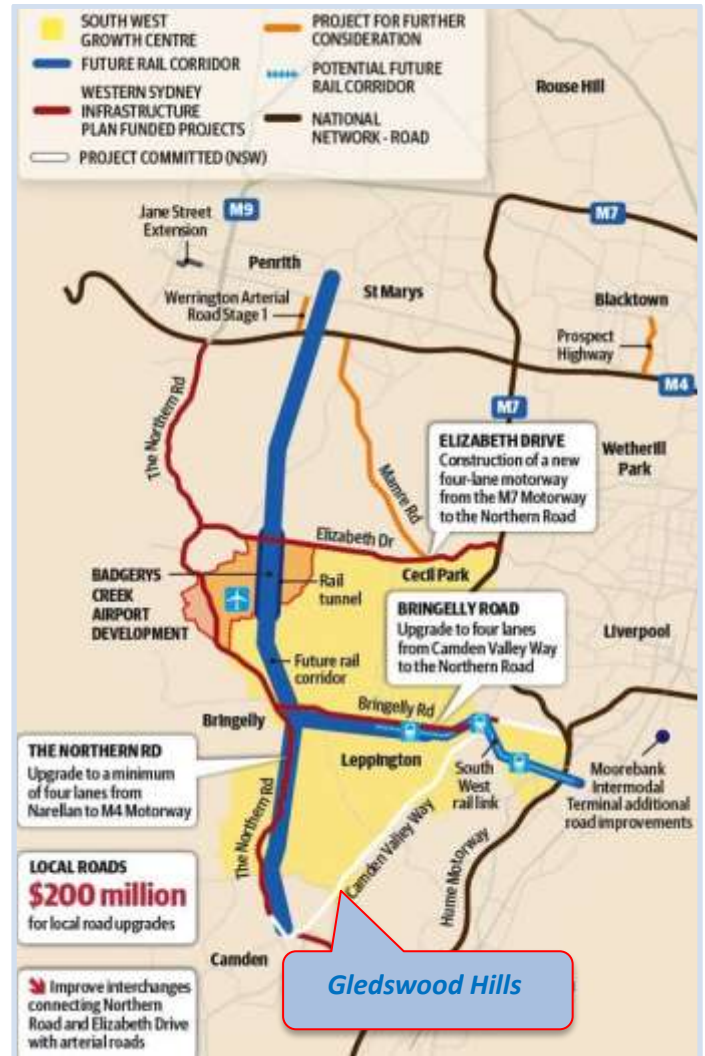 SOUTH WEST
GROWTH CENTRE
FUTURE RAIL CORRIDOR
WESTERN SYDNEY
INFRASTRUCTURE
PLAN FUNDED PROJECTS
PROJECT COMMITTED (NSW)
PROJECT FOR FURTHER
CONSIDERATION
POTENTIAL FUTURE
RAIL CORRIDOR
NATIONAL
NETWORK - ROAD
Rouse Hill
Jane Street
Extension
M9
M7
Penrith
St Marys
Werrington Arterial
Road Stage 1
Blacktown
Prospect
Highway
M4
M7
The Northern Rd
Mamre Rd
ELIZABETH DRIVE
Construction of a new
four-lane motorway
from the M7 Motorway
to the Northern Road
Wetherill
Park
Elizabeth Dr
Cecil Park
BADGERYS
CREEK
AIRPORT
DEVELOPMENT
Rail
tunnel
BRINGELLY ROAD
Upgrade to four lanes
from Camden Valley Way
to the Northern Road
Liverpool
Future rail
corridor
Bringelly Rd
Bringelly
Leppington
South
West
rail link
Moorebank
Intermodal
Terminal additional
road improvements
THE NORTHERN RD
Upgrade to a minimum
of four lanes from
Narellan to M4 Motorway
The Northern Rd
Camden Valley Way
Hume Motorway
LOCAL ROADS
$200 million
for local road upgrades
Camden
Gledswood Hills
Improve interchanges
connecting Northern
Road and Elizabeth Drive
with arterial roads